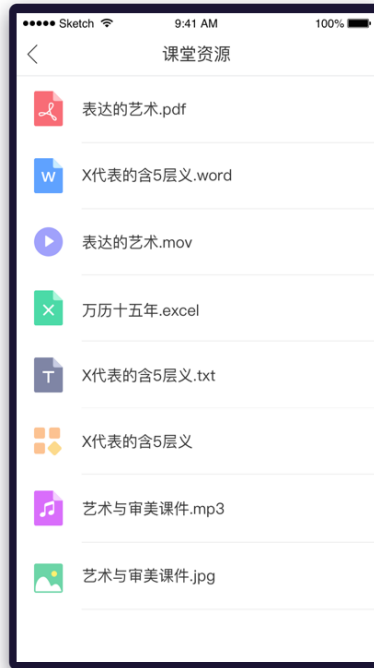 Sketch 9:41 AM 100%
课堂资源
表达的艺术.pdf
W X代表的含5层义.word
表达的艺术.mov
万历十五年.excel
T X代表的含5层义.txt
X代表的含5层义
艺术与审美课件.mp3
艺术与审美课件.jpg